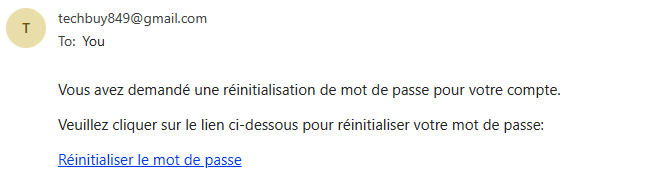 T
techbuy849@gmail.com
To: You
Vous avez demandé une réinitialisation de mot de passe pour votre compte.
Veuillez cliquer sur le lien ci-dessous pour réinitialiser votre mot de passe:
Réinitialiser le mot de passe